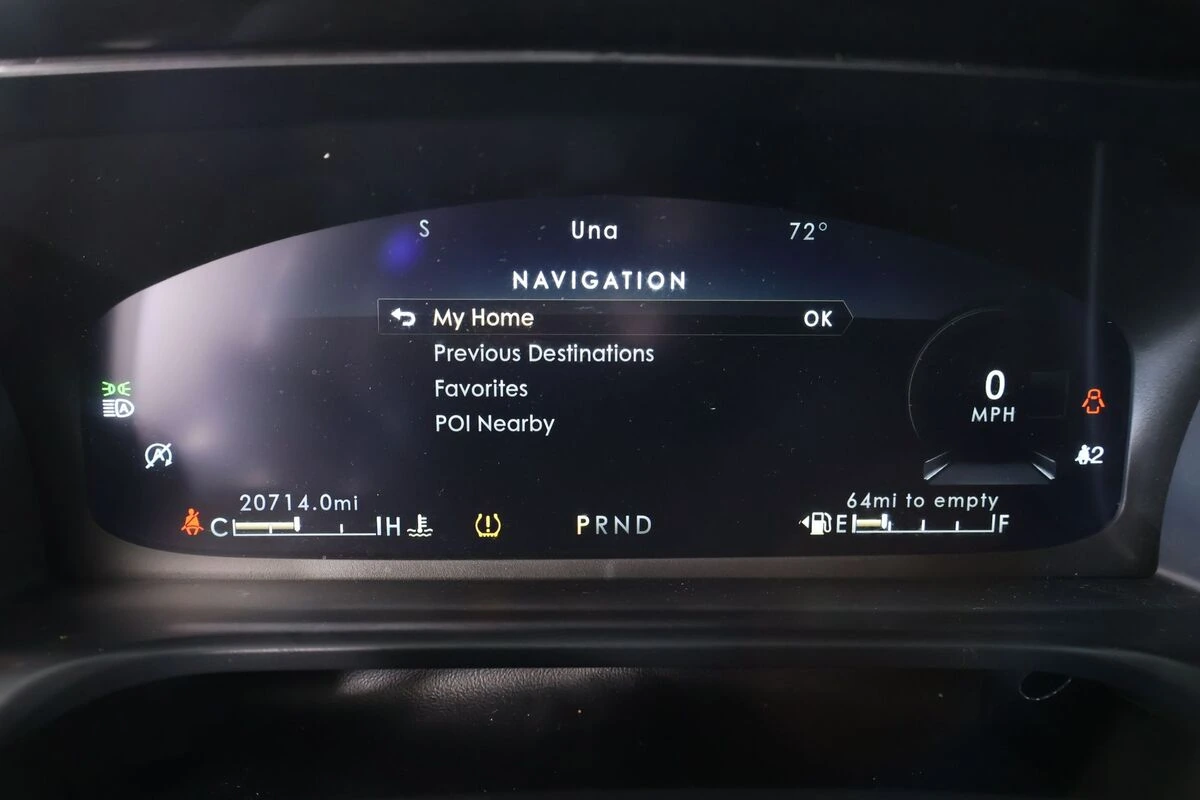 S Una 72°
NAVIGATION
My Home OK
Previous Destinations
Favorites
POI Nearby
0
MPH
A
A
2
20714.0mi
64mi to empty
C H
! PRND
E F